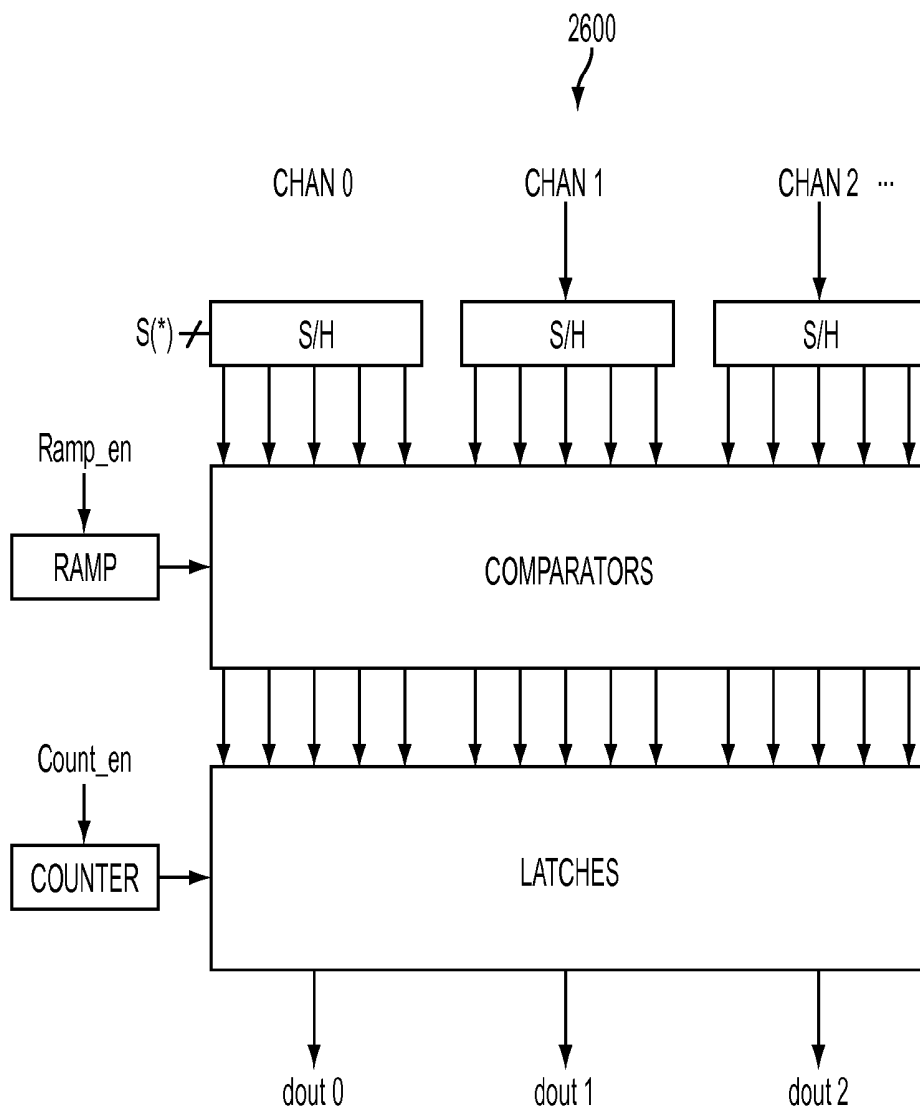 2600
CHAN 0 CHAN 1 CHAN 2 ...
S(*) S/H S/H S/H
Ramp_en
RAMP COMPARATORS
Count_en
COUNTER LATCHES
dout 0 dout 1 dout 2